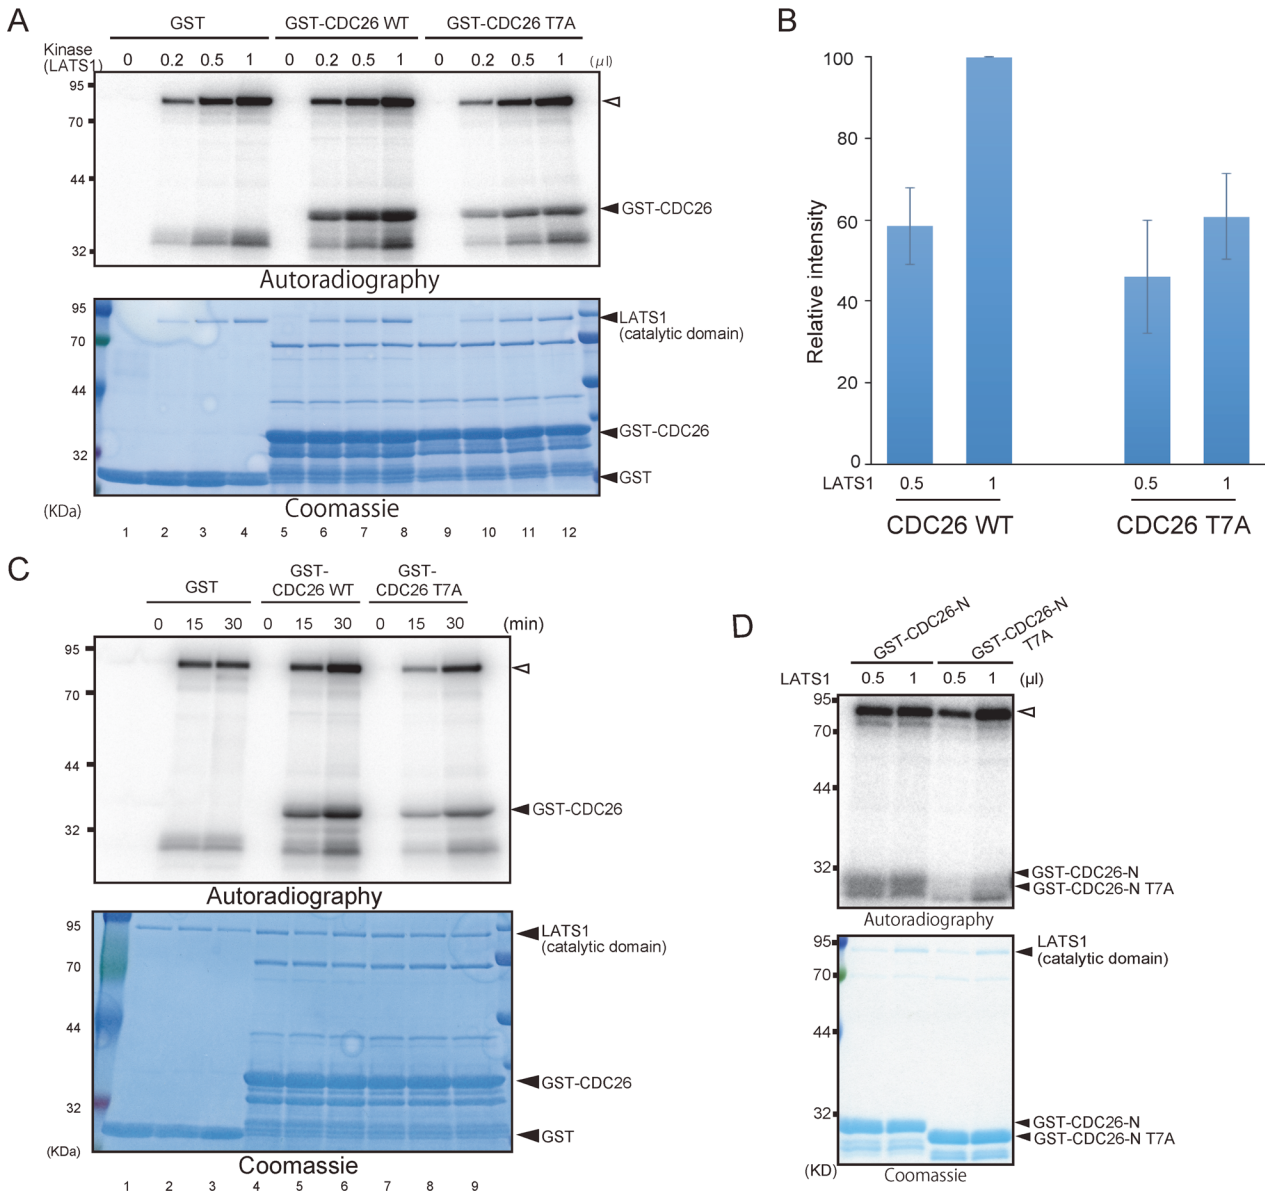 A
GST GST-CDC26 WT GST-CDC26 T7A
Kinase
(LATS1) 0 0.2 0.5 1 0 0.2 0.5 1 0 0.2 0.5 1 (μl)
95
70
44
GST-CDC26
32
Autoradiography
95
LATS1
(catalytic domain)
70
44
GST-CDC26
32
GST
(KDa)
Coomassie
1 2 3 4 5 6 7 8 9 10 11 12
B
Relative intensity
100
80
60
40
20
0
LATS1 0.5 1 0.5 1
CDC26 WT CDC26 T7A
C
GST GST-
CDC26 WT GST-
CDC26 T7A
0 15 30 0 15 30 0 15 30 (min)
95
70
44
GST-CDC26
32
Autoradiography
95
LATS1
(catalytic domain)
70
44
GST-CDC26
32
GST
(KDa)
Coomassie
1 2 3 4 5 6 7 8 9
D
GST-CDC26-N GST-CDC26-N
T7A
LATS1 0.5 1 0.5 1 (μl)
95
70
44
32
GST-CDC26-N
GST-CDC26-N T7A
Autoradiography
95
LATS1
(catalytic domain)
70
44
32
GST-CDC26-N
GST-CDC26-N T7A
(KD)
Coomassie